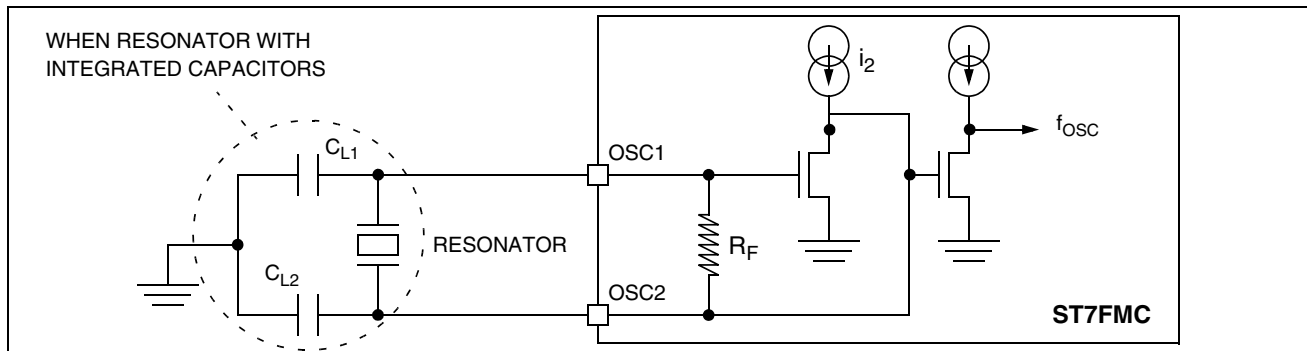 WHEN RESONATOR WITH
INTEGRATED CAPACITORS
i2
fOSC
CL1
OSC1
RESONATOR
RF
CL2
OSC2
ST7FMC